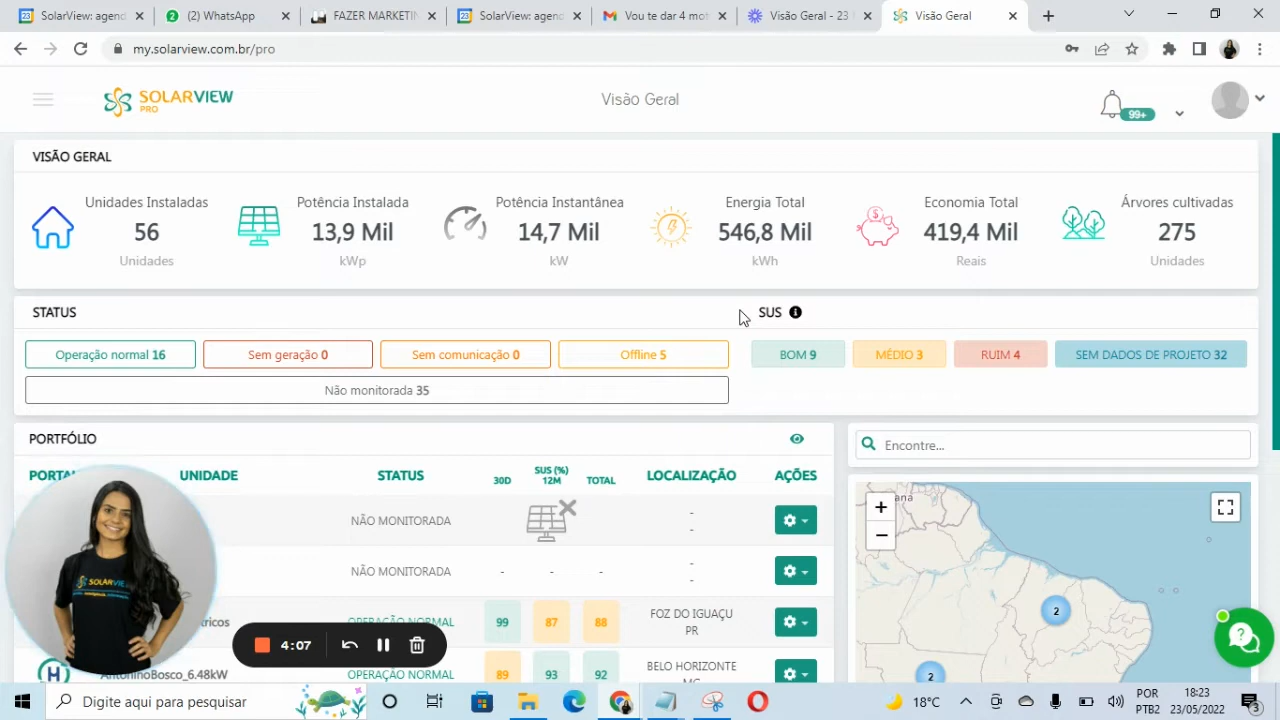 SolarView: agend
(2) WhatsApp
FAZER MARKETIN
SolarView: agend
Vou te dar 4 mot
Visão Geral - 23
Visão Geral
my.solarview.com.br/pro
SOLARVIEW
PRO
Visão Geral
99+
VISÃO GERAL
Unidades Instaladas
56
Unidades
Potência Instalada
13,9 Mil
kWp
Potência Instantânea
14,7 Mil
kW
Energia Total
546,8 Mil
kWh
Economia Total
419,4 Mil
Reais
Árvores cultivadas
275
Unidades
STATUS
Operação normal 16
Sem geração 0
Sem comunicação 0
Offline 5
Não monitorada 35
SUS
BOM 9
MÉDIO 3
RUIM 4
SEM DADOS DE PROJETO 32
PORTFÓLIO
UNIDADE
STATUS
30D
SUS (%)
12M
TOTAL
LOCALIZAÇÃO
AÇÕES
NÃO MONITORADA
-
-
NÃO MONITORADA
- - -
-
-
tricos
OPERAÇÃO NORMAL
99
87
88
FOZ DO IGUAÇU
PR
H
AntoninoBosco_6.48kW
OPERAÇÃO NORMAL
89
93
92
BELO HORIZONTE
MG
Encontre...
+
−
2
2
SOLARVIEW
4:07
Digite aqui para pesquisar
18°C
POR
PTB2
18:23
23/05/2022
3